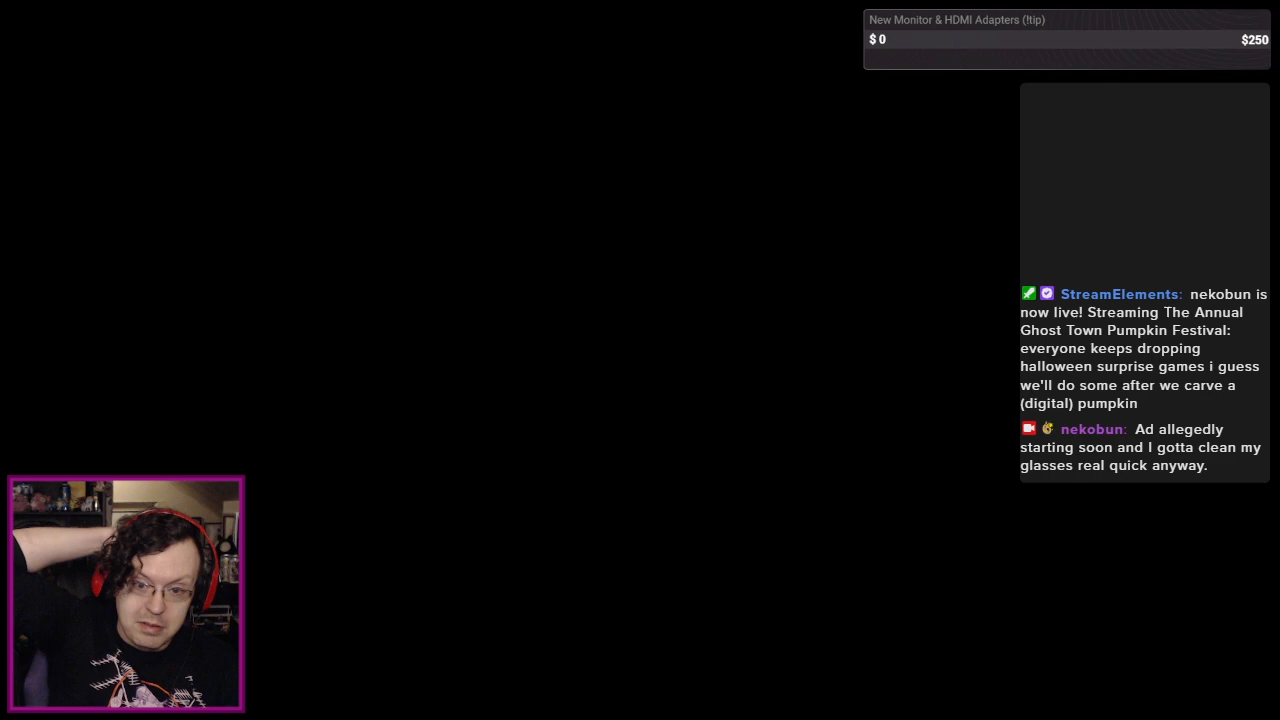 New Monitor & HDMI Adapters (!tip)
$ 0 $250
StreamElements: nekobun is
now live! Streaming The Annual
Ghost Town Pumpkin Festival:
everyone keeps dropping
halloween surprise games i guess
we'll do some after we carve a
(digital) pumpkin
nekobun: Ad allegedly
starting soon and I gotta clean my
glasses real quick anyway.